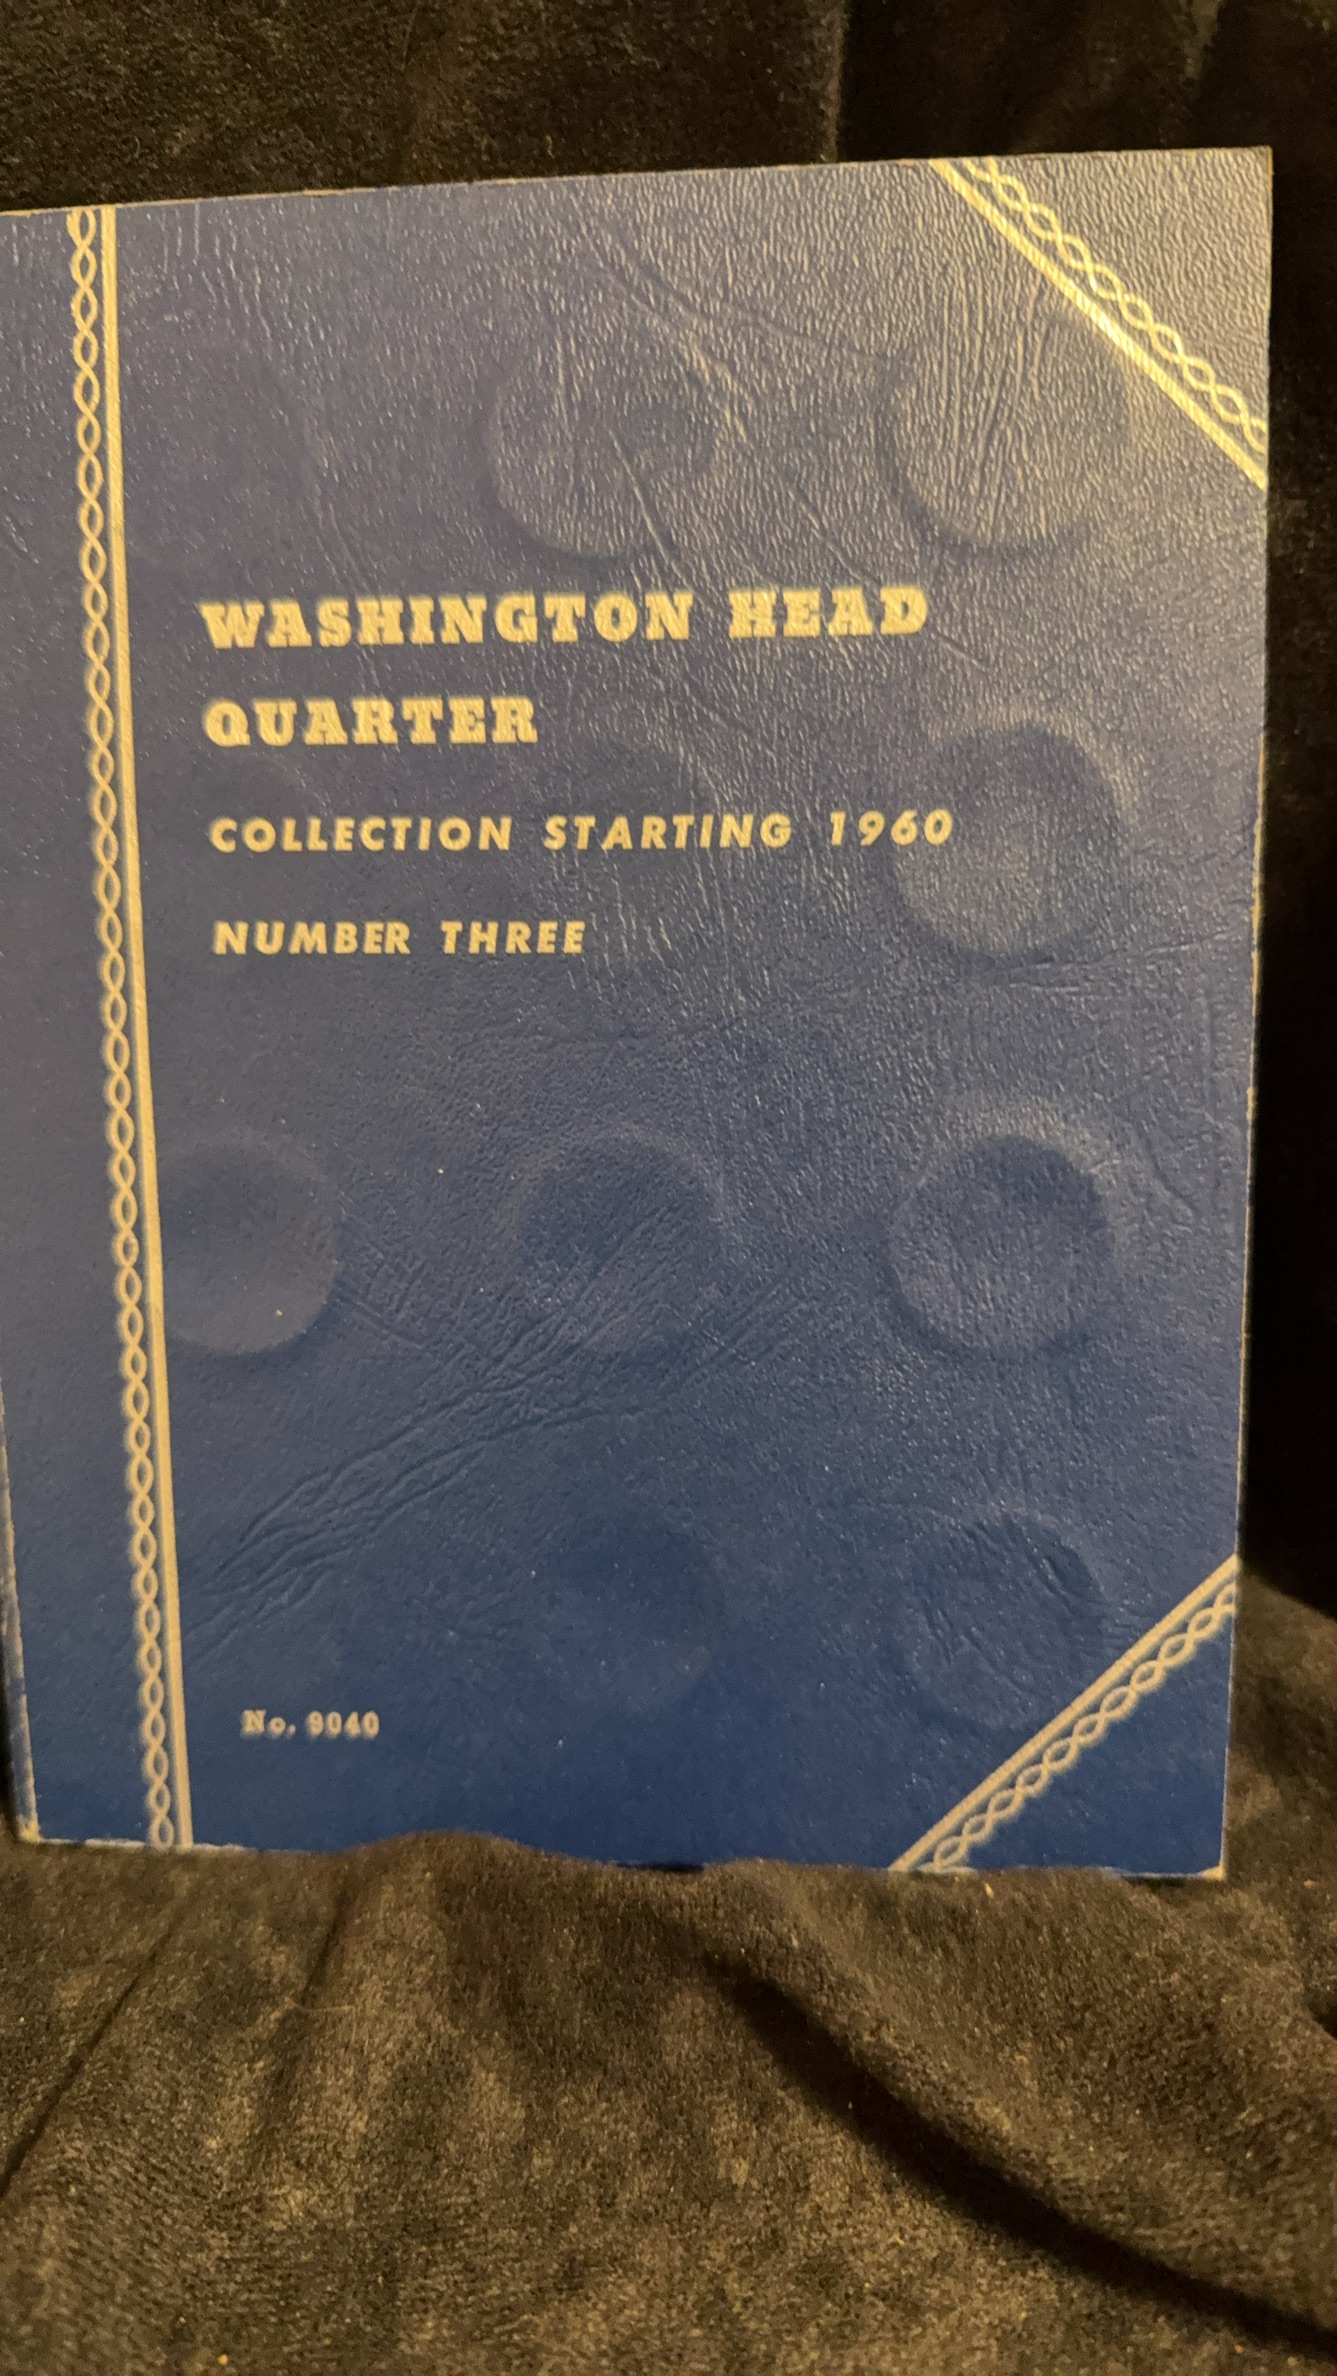 WASHINGTON HEAD
QUARTER
COLLECTION STARTING 1960
NUMBER THREE
No. 9040